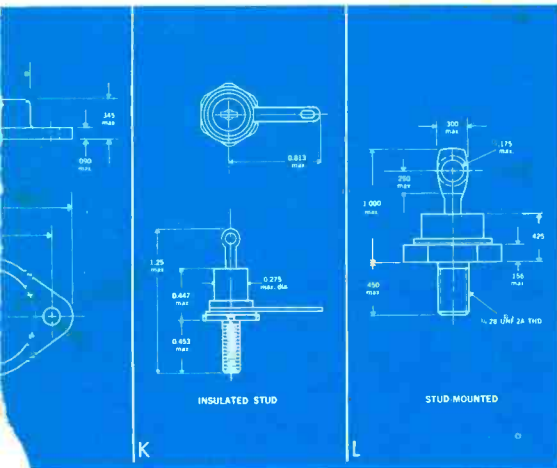 .345
max
.090
max.
0.813
max
1.25
max
0.447
max
0.275
max. dia
0.453
max
INSULATED STUD
K
.300
max
.175
max.
.250
max
1.000
max
.425
.156
max
.450
max
¼ 28 UNF 2A THD
STUD-MOUNTED
L